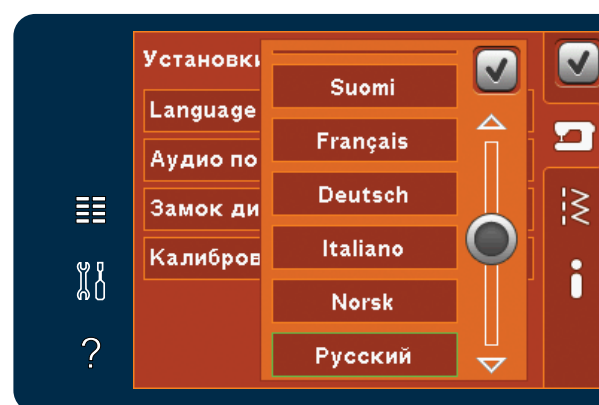 Установки
Suomi
Language
Français
Аудио по
Deutsch
Замок ди
Italiano
Калибров
Norsk
Русский
?